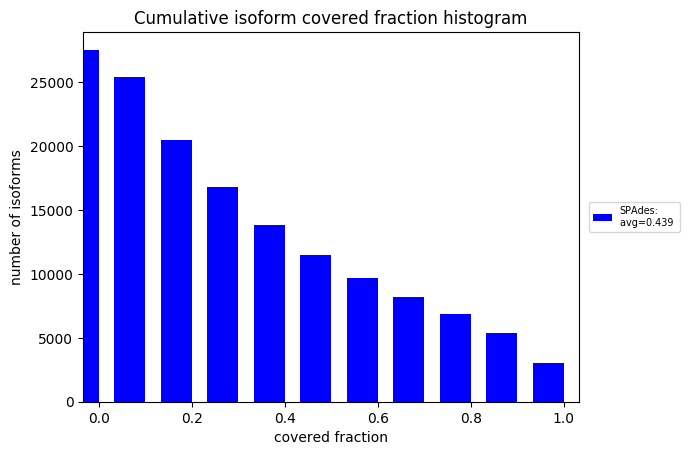 Cumulative isoform covered fraction histogram
number of isoforms
25000
20000
15000
10000
5000
0
0.0 0.2 0.4 0.6 0.8 1.0
covered fraction
SPAdes:
avg=0.439